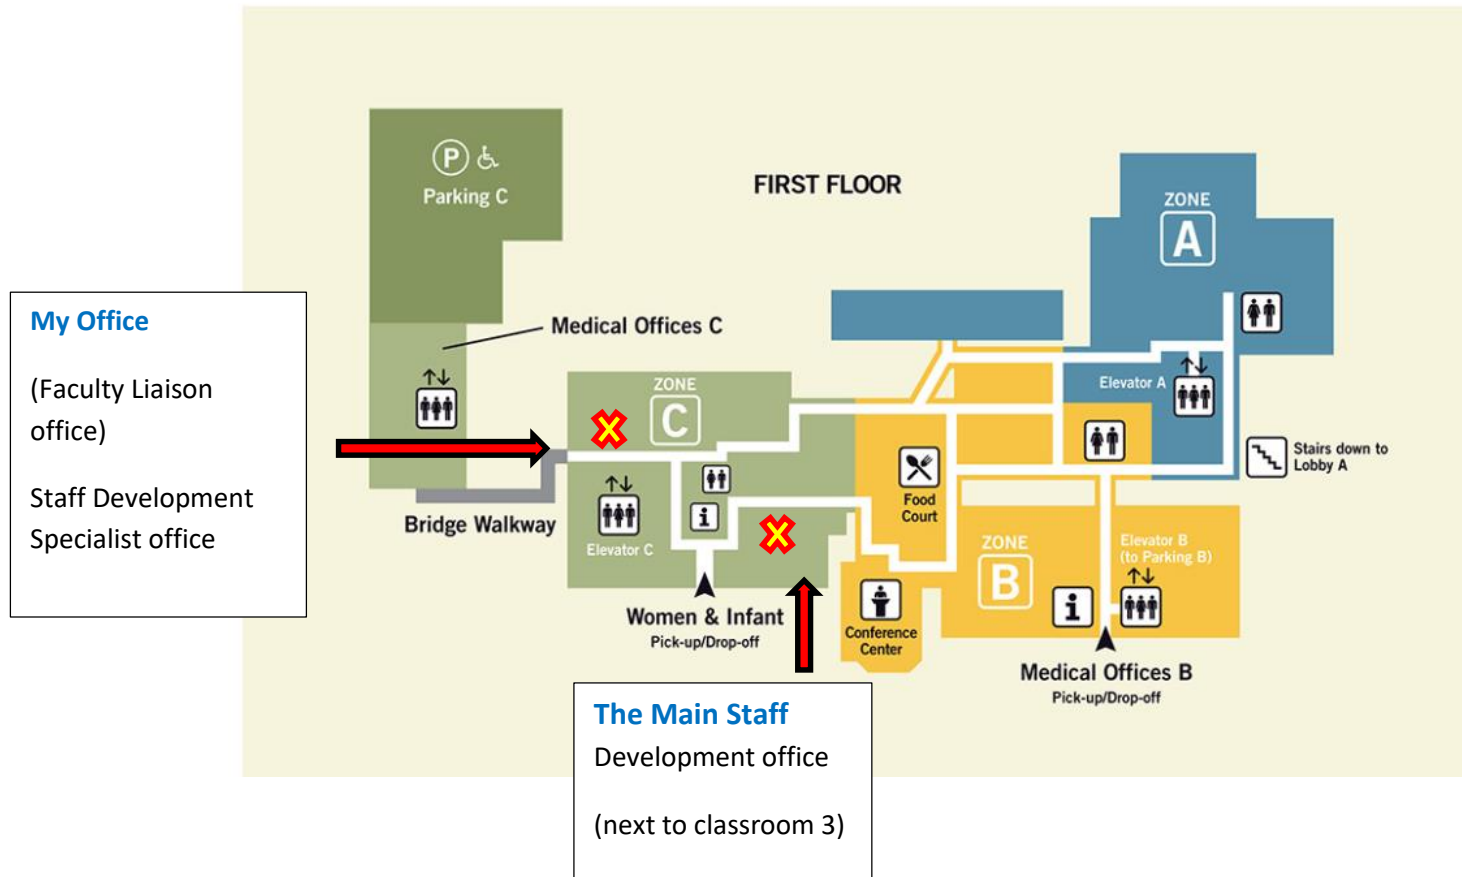 FIRST FLOOR
P
Parking C
ZONE
A
My Office
(Faculty Liaison
office)
Staff Development
Specialist office
Medical Offices C
ZONE
C
Elevator A
Stairs down to
Lobby A
Food
Court
Bridge Walkway
i
Elevator C
ZONE
B
Elevator B
(to Parking B)
i
Women & Infant
Pick-up/Drop-off
Conference
Center
Medical Offices B
Pick-up/Drop-off
The Main Staff
Development office
(next to classroom 3)